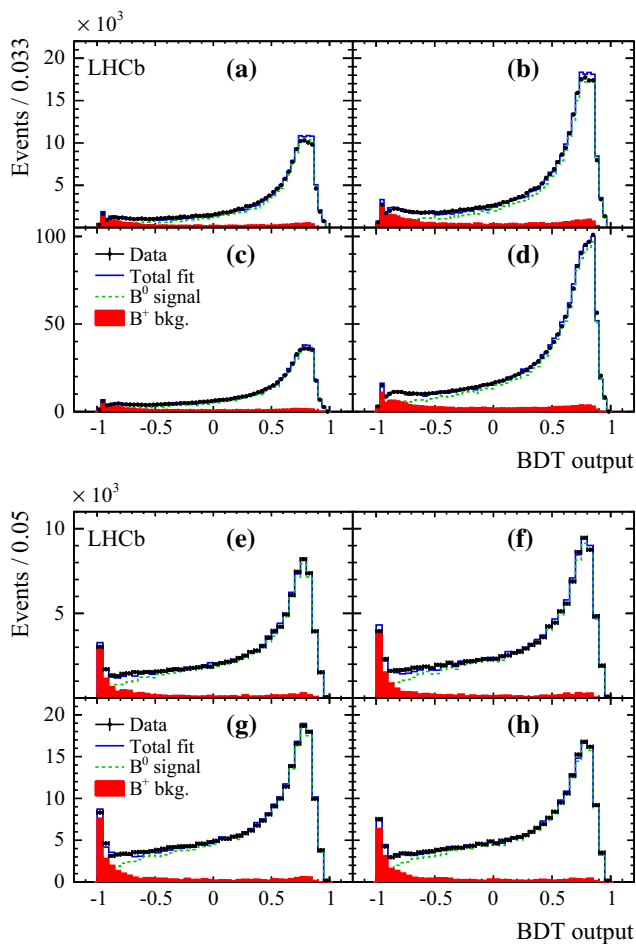 × 10³
LHCb
(a)
(b)
20
15
10
5
Events / 0.033
(c)
(d)
100
50
0
Data
Total fit
B⁰ signal
B⁺ bkg.
-1 -0.5 0 0.5 1 -1 -0.5 0 0.5 1
BDT output
× 10³
LHCb
(e)
(f)
10
5
Events / 0.05
(g)
(h)
20
15
10
5
0
Data
Total fit
B⁰ signal
B⁺ bkg.
-1 -0.5 0 0.5 1 -1 -0.5 0 0.5 1
BDT output